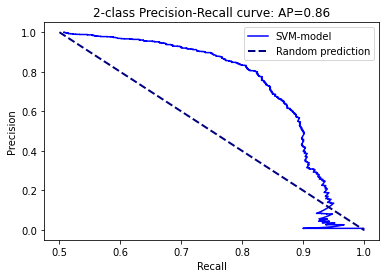 2-class Precision-Recall curve: AP=0.86
SVM-model
Random prediction
Precision
1.0
0.8
0.6
0.4
0.2
0.0
0.5 0.6 0.7 0.8 0.9 1.0
Recall